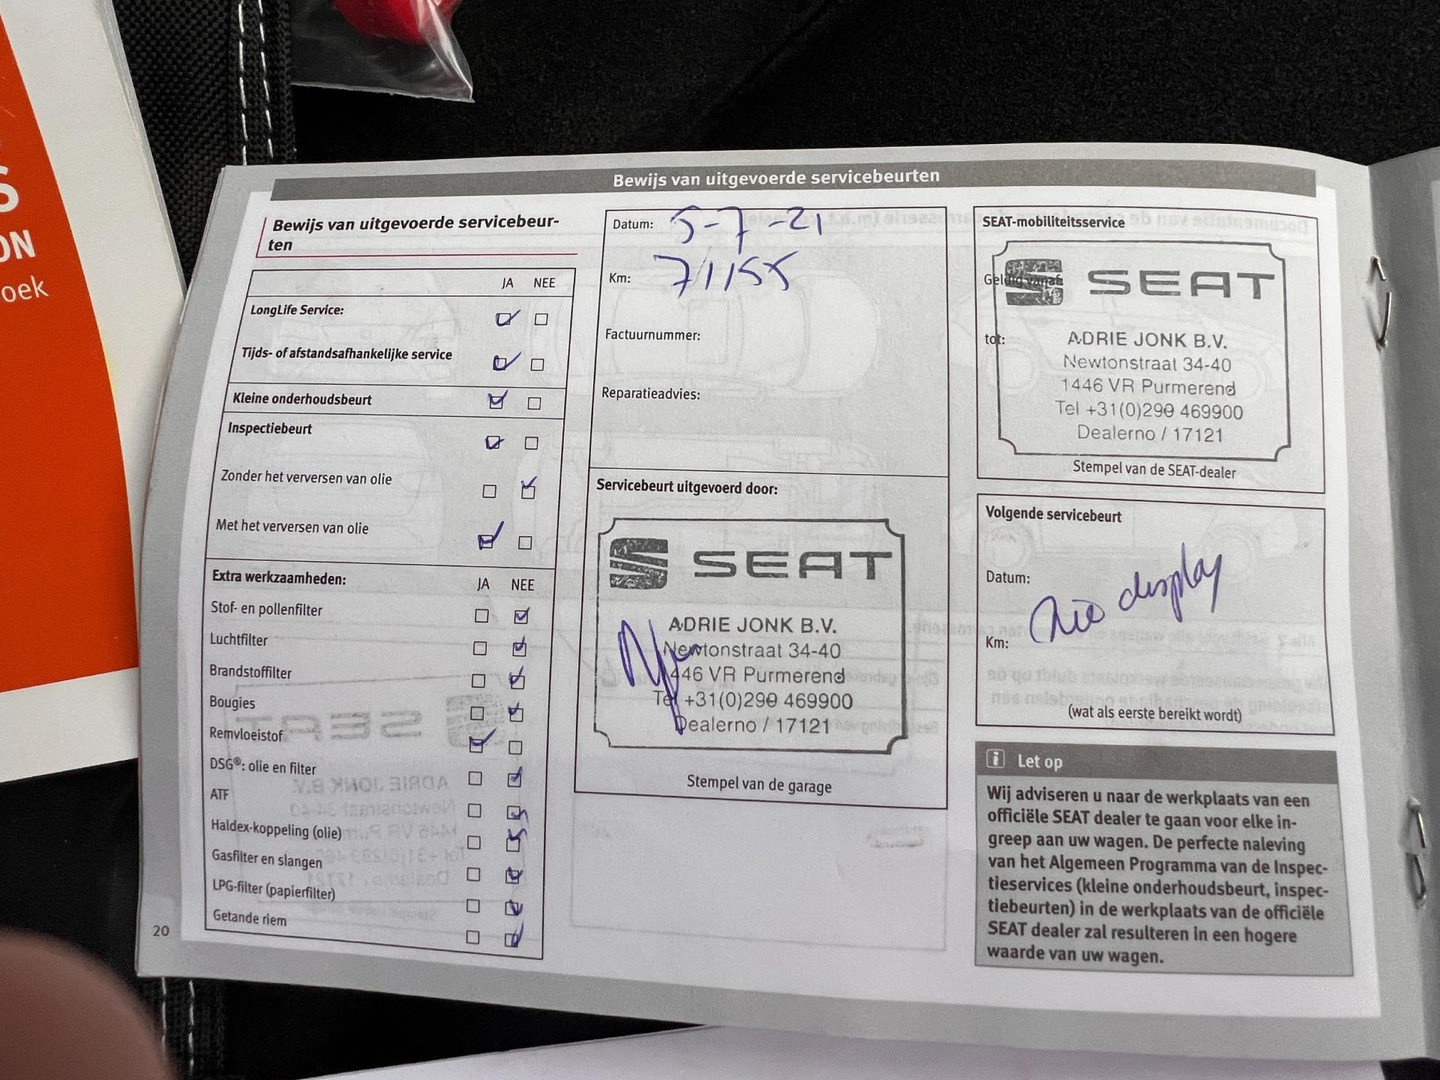 S
ON
oek
Bewijs van uitgevoerde servicebeurten
Bewijs van uitgevoerde servicebeur-
ten
JA NEE
LongLife Service:
Tijds- of afstandsafhankelijke service
Kleine onderhoudsbeurt
Inspectiebeurt
Zonder het verversen van olie
Met het verversen van olie
Extra werkzaamheden: JA NEE
Stof- en pollenfilter
Luchtfilter
Brandstoffilter
Bougies
Remvloeistof
DSG®: olie en filter
ATF
Haldex-koppeling (olie)
Gasfilter en slangen
LPG-filter (papierfilter)
Getande riem
20
Datum: 5-7-21
Km: 71155
Factuurnummer:
Reparatieadvies:
Servicebeurt uitgevoerd door:
SEAT
ADRIE JONK B.V.
Newtonstraat 34-40
1446 VR Purmerend
Tel +31(0)290 469900
Dealerno / 17121
Stempel van de garage
SEAT-mobiliteitsservice
Geldig vanaf:
SEAT
tot:
ADRIE JONK B.V.
Newtonstraat 34-40
1446 VR Purmerend
Tel +31(0)290 469900
Dealerno / 17121
Stempel van de SEAT-dealer
Volgende servicebeurt
Datum:
Zie display
Km:
(wat als eerste bereikt wordt)
i Let op
Wij adviseren u naar de werkplaats van een
officiële SEAT dealer te gaan voor elke in-
greep aan uw wagen. De perfecte naleving
van het Algemeen Programma van de Inspec-
tieservices (kleine onderhoudsbeurt, inspec-
tiebeurten) in de werkplaats van de officiële
SEAT dealer zal resulteren in een hogere
waarde van uw wagen.